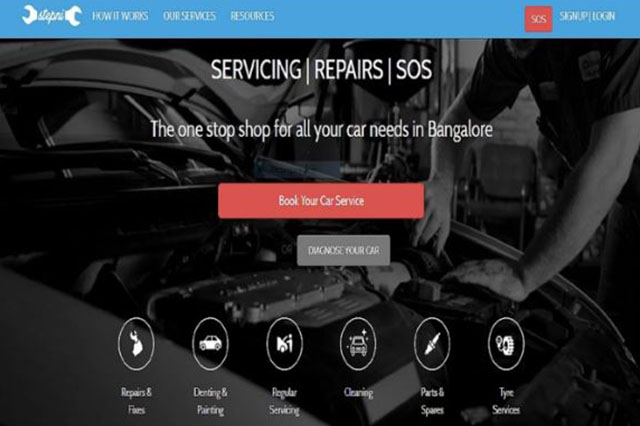 stepni
HOW IT WORKS
OUR SERVICES
RESOURCES
SOS
SIGNUP | LOGIN
SERVICING | REPAIRS | SOS
The one stop shop for all your car needs in Bangalore
Book Your Car Service
OR
DIAGNOSE YOUR CAR
Repairs &
Fixes
Denting &
Painting
Regular
Servicing
Cleaning
Parts &
Spares
Tyre
Services